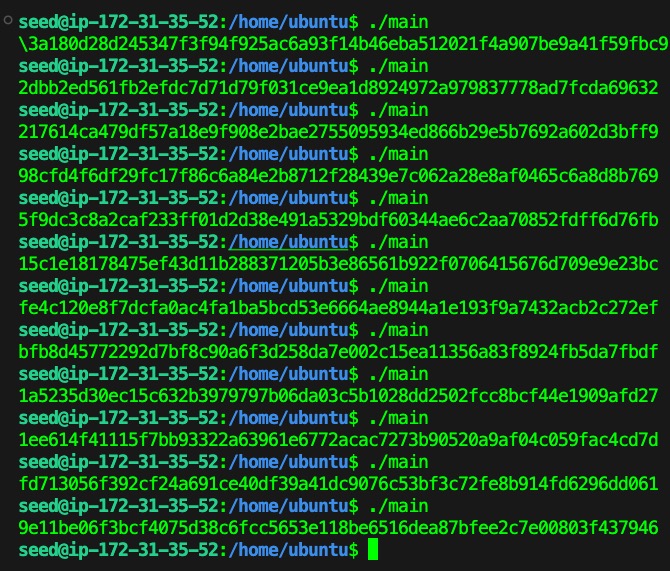 seed@ip-172-31-35-52:/home/ubuntu$ ./main
\3a180d28d245347f3f94f925ac6a93f14b46eba512021f4a907be9a41f59fbc9
seed@ip-172-31-35-52:/home/ubuntu$ ./main
2dbb2ed561fb2efdc7d71d79f031ce9ea1d8924972a979837778ad7fcda69632
seed@ip-172-31-35-52:/home/ubuntu$ ./main
217614ca479df57a18e9f908e2bae2755095934ed866b29e5b7692a602d3bff9
seed@ip-172-31-35-52:/home/ubuntu$ ./main
98cfd4f6df29fc17f86c6a84e2b8712f28439e7c062a28e8af0465c6a8d8b769
seed@ip-172-31-35-52:/home/ubuntu$ ./main
5f9dc3c8a2caf233ff01d2d38e491a5329bdf60344ae6c2aa70852fdff6d76fb
seed@ip-172-31-35-52:/home/ubuntu$ ./main
15c1e18178475ef43d11b288371205b3e86561b922f0706415676d709e9e23bc
seed@ip-172-31-35-52:/home/ubuntu$ ./main
fe4c120e8f7dcfa0ac4fa1ba5bcd53e6664ae8944a1e193f9a7432acb2c272ef
seed@ip-172-31-35-52:/home/ubuntu$ ./main
bfb8d45772292d7bf8c90a6f3d258da7e002c15ea11356a83f8924fb5da7fbdf
seed@ip-172-31-35-52:/home/ubuntu$ ./main
1a5235d30ec15c632b3979797b06da03c5b1028dd2502fcc8bcf44e1909afd27
seed@ip-172-31-35-52:/home/ubuntu$ ./main
1ee614f41115f7bb93322a63961e6772acac7273b90520a9af04c059fac4cd7d
seed@ip-172-31-35-52:/home/ubuntu$ ./main
fd713056f392cf24a691ce40df39a41dc9076c53bf3c72fe8b914fd6296dd061
seed@ip-172-31-35-52:/home/ubuntu$ ./main
9e11be06f3bcf4075d38c6fcc5653e118be6516dea87bfee2c7e00803f437946
seed@ip-172-31-35-52:/home/ubuntu$